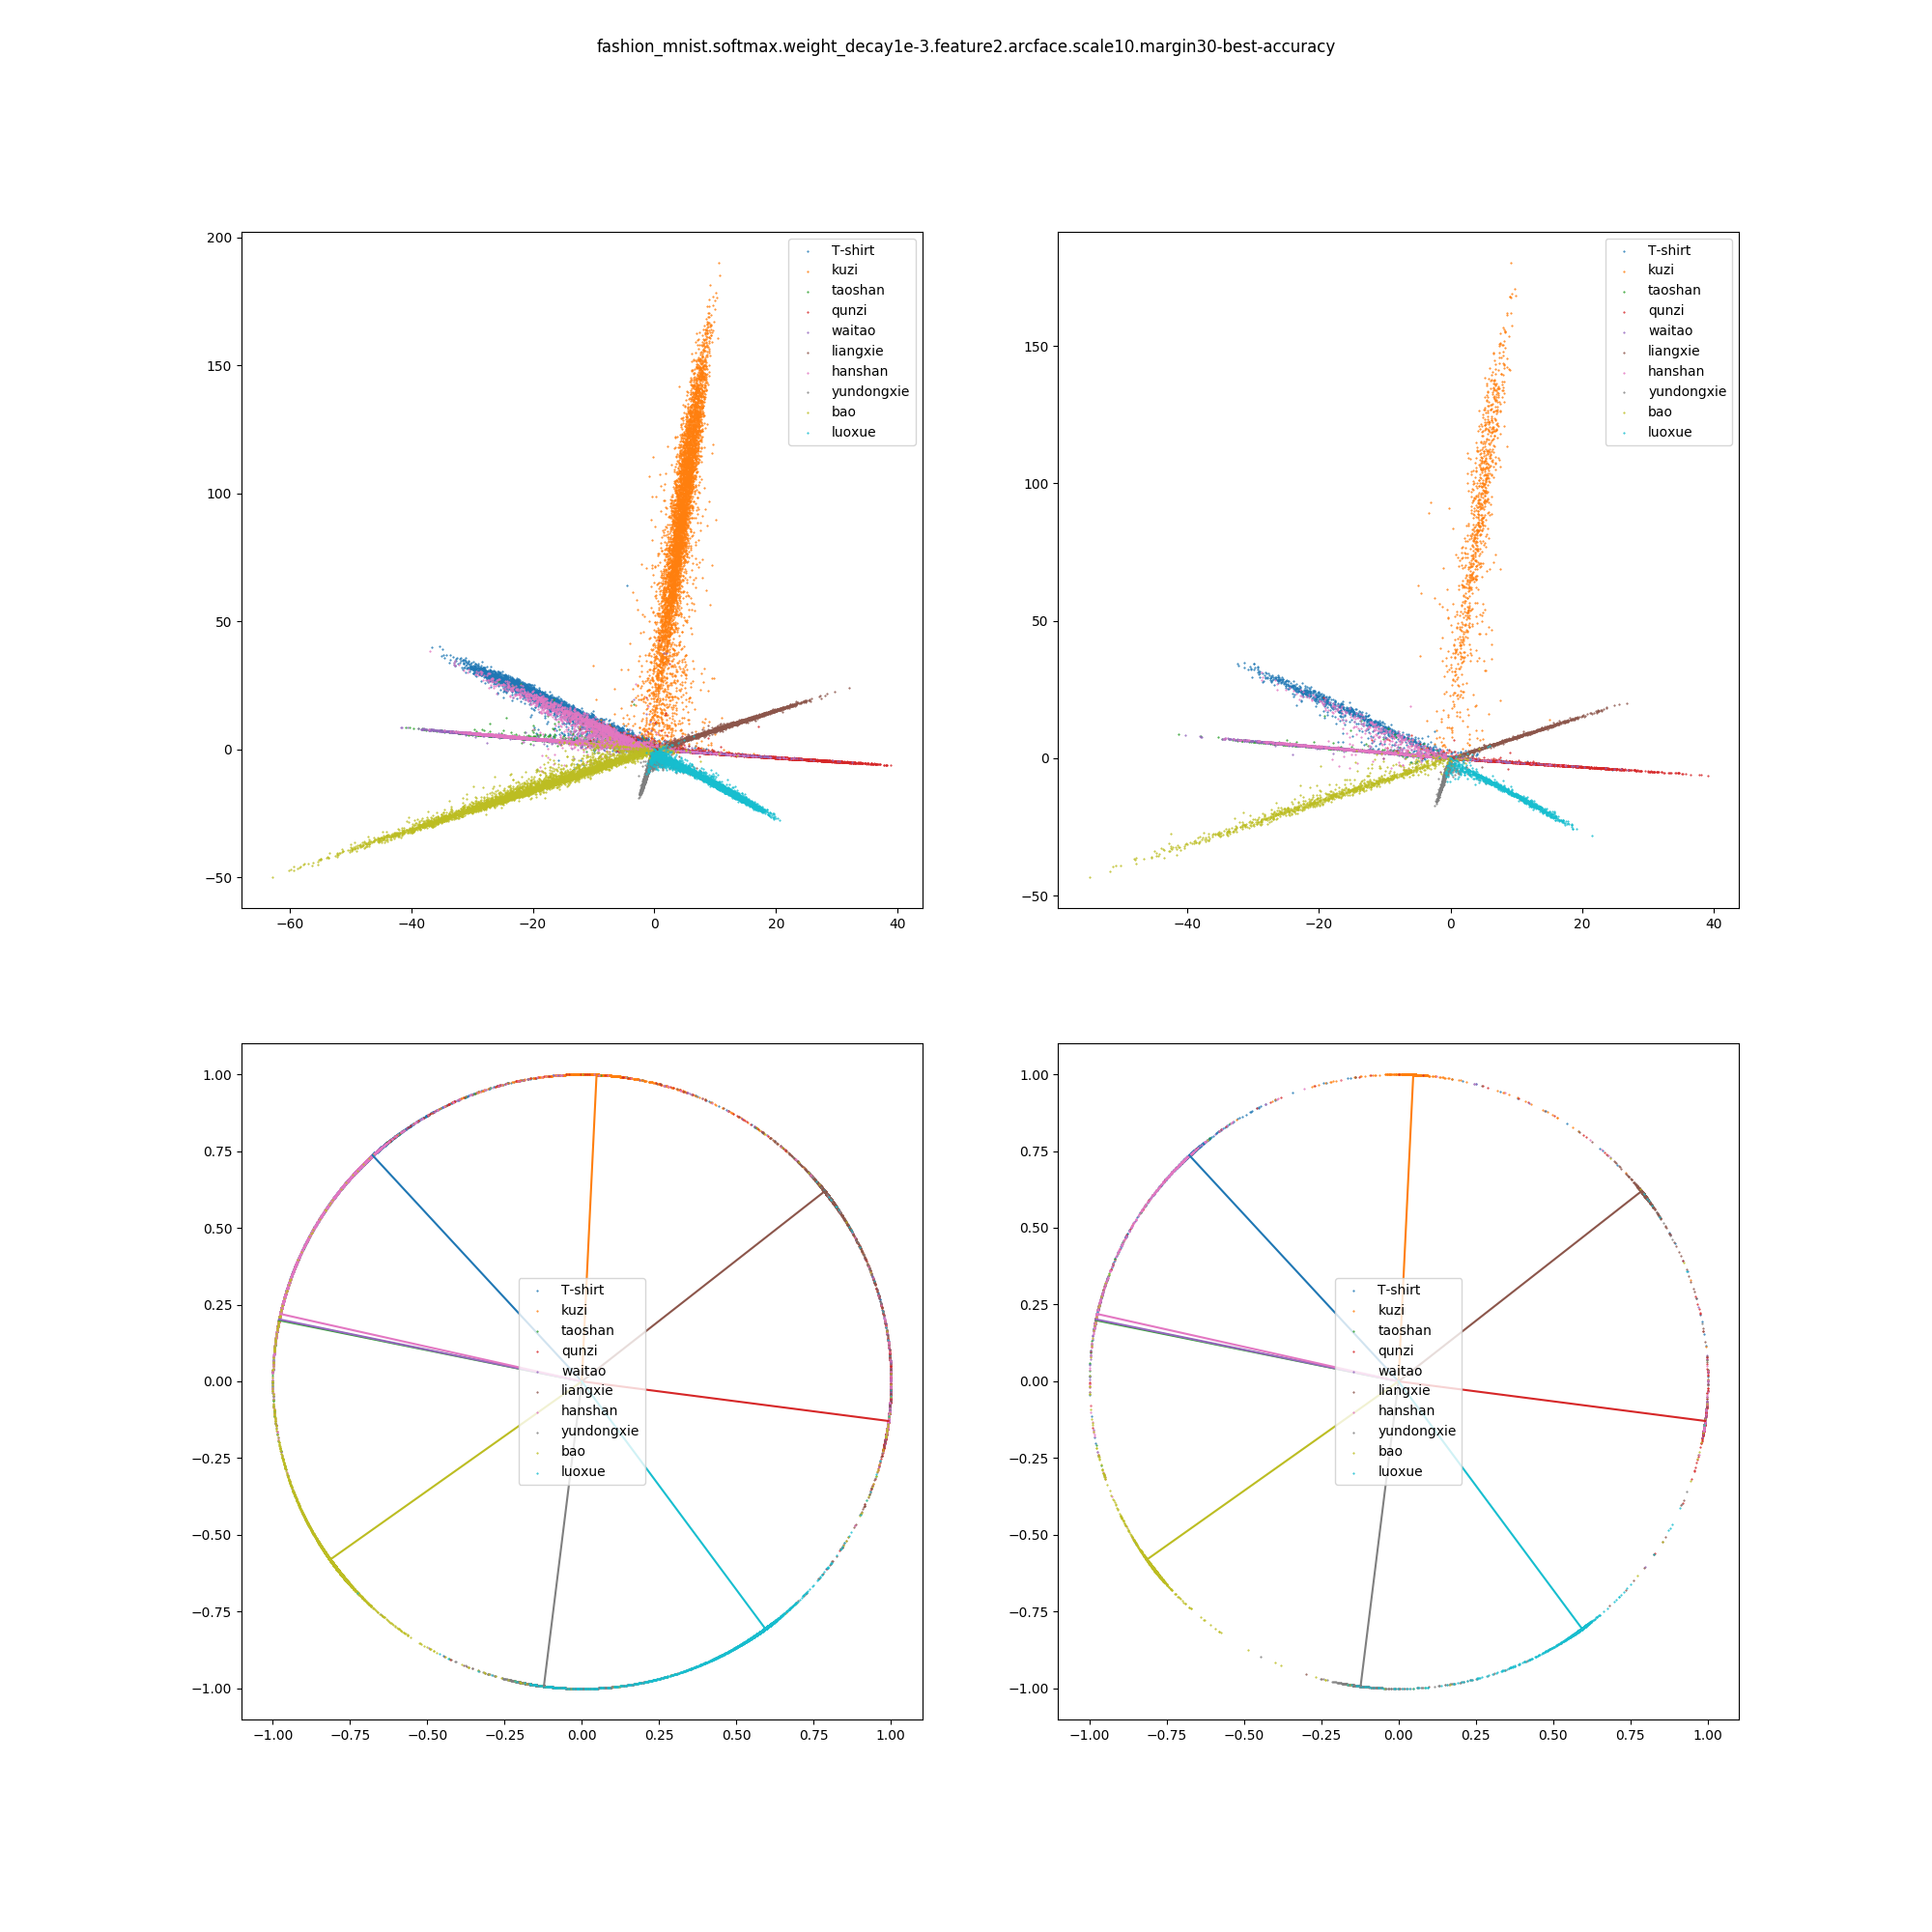 fashion_mnist.softmax.weight_decay1e-3.feature2.arcface.scale10.margin30-best-accuracy
200
150
100
50
0
−50
−60
−40
−20
0
20
40
T-shirt
kuzi
taoshan
qunzi
waitao
liangxie
hanshan
yundongxie
bao
luoxue
150
100
50
0
−50
−40
−20
0
20
40
T-shirt
kuzi
taoshan
qunzi
waitao
liangxie
hanshan
yundongxie
bao
luoxue
1.00
0.75
0.50
0.25
0.00
−0.25
−0.50
−0.75
−1.00
−1.00
−0.75
−0.50
−0.25
0.00
0.25
0.50
0.75
1.00
T-shirt
kuzi
taoshan
qunzi
waitao
liangxie
hanshan
yundongxie
bao
luoxue
1.00
0.75
0.50
0.25
0.00
−0.25
−0.50
−0.75
−1.00
−1.00
−0.75
−0.50
−0.25
0.00
0.25
0.50
0.75
1.00
T-shirt
kuzi
taoshan
qunzi
waitao
liangxie
hanshan
yundongxie
bao
luoxue